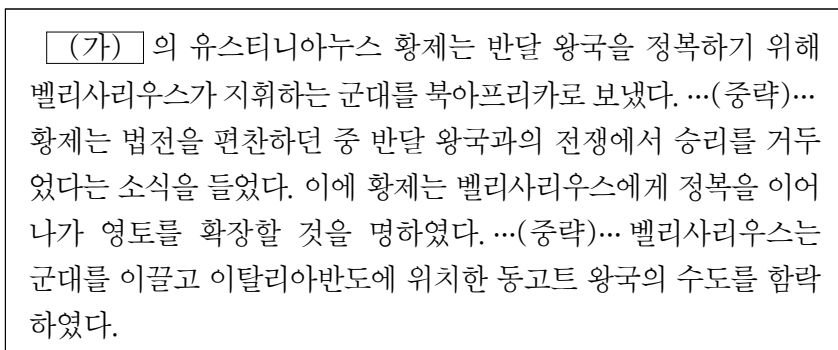 (가) 의 유스티니아누스 황제는 반달 왕국을 정복하기 위해
벨리사리우스가 지휘하는 군대를 북아프리카로 보냈다. …(중략)…
황제는 법전을 편찬하던 중 반달 왕국과의 전쟁에서 승리를 거두
었다는 소식을 들었다. 이에 황제는 벨리사리우스에게 정복을 이어
나가 영토를 확장할 것을 명하였다. …(중략)… 벨리사리우스는
군대를 이끌고 이탈리아반도에 위치한 동고트 왕국의 수도를 함락
하였다.